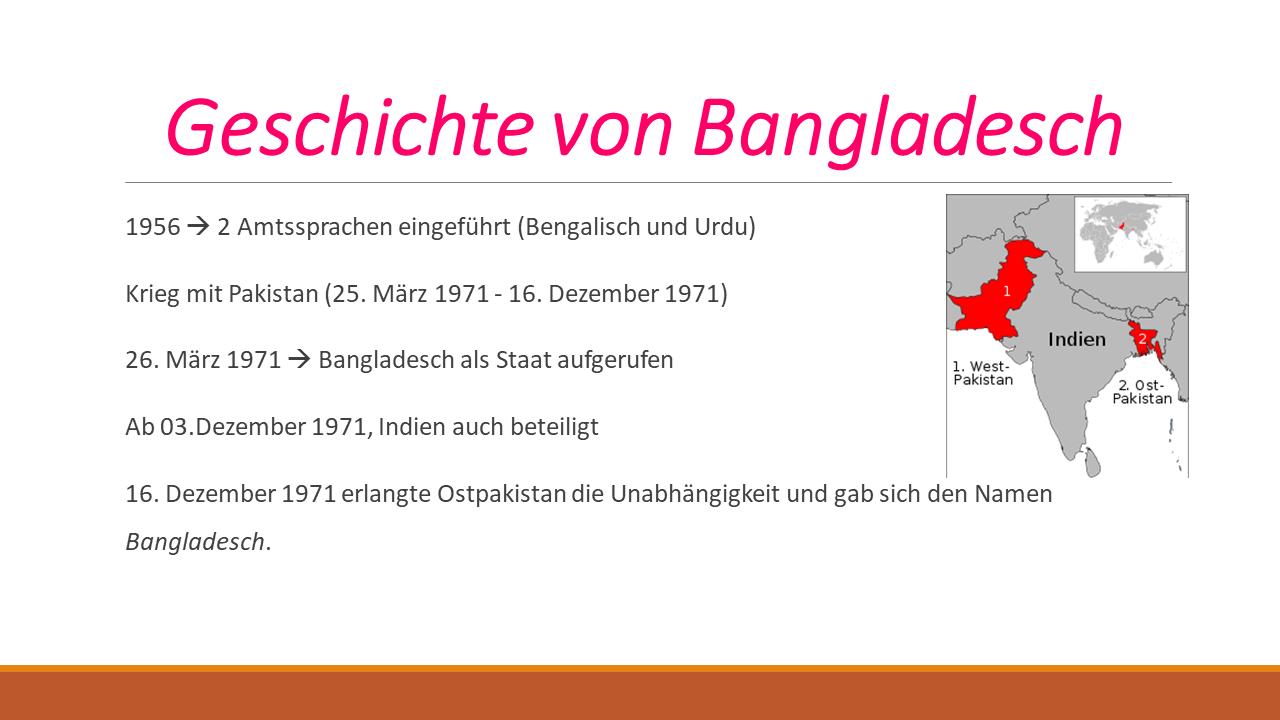 Geschichte von Bangladesch
1956 → 2 Amtssprachen eingeführt (Bengalisch und Urdu)
Krieg mit Pakistan (25. März 1971 - 16. Dezember 1971)
26. März 1971 → Bangladesch als Staat aufgerufen
Ab 03.Dezember 1971, Indien auch beteiligt
16. Dezember 1971 erlangte Ostpakistan die Unabhängigkeit und gab sich den Namen
Bangladesch.
1
Indien
2
1. West-
Pakistan
2. Ost-
Pakistan